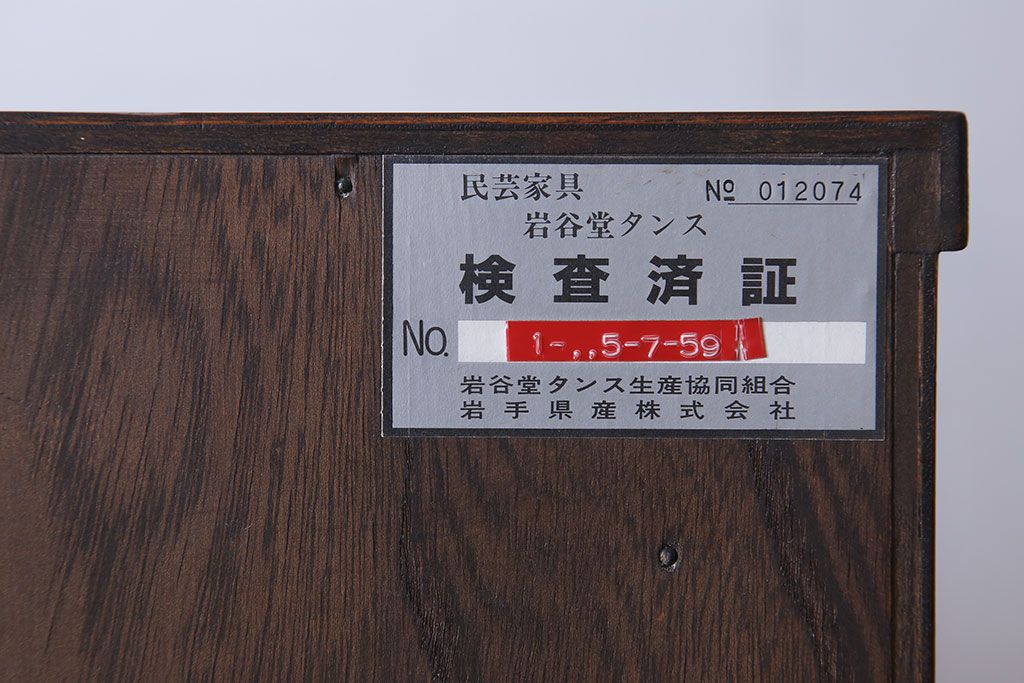 民芸家具 № 012074
岩谷堂タンス
検査済証
No. 1-,,5-7-59
岩谷堂タンス生産協同組合
岩手県産株式会社